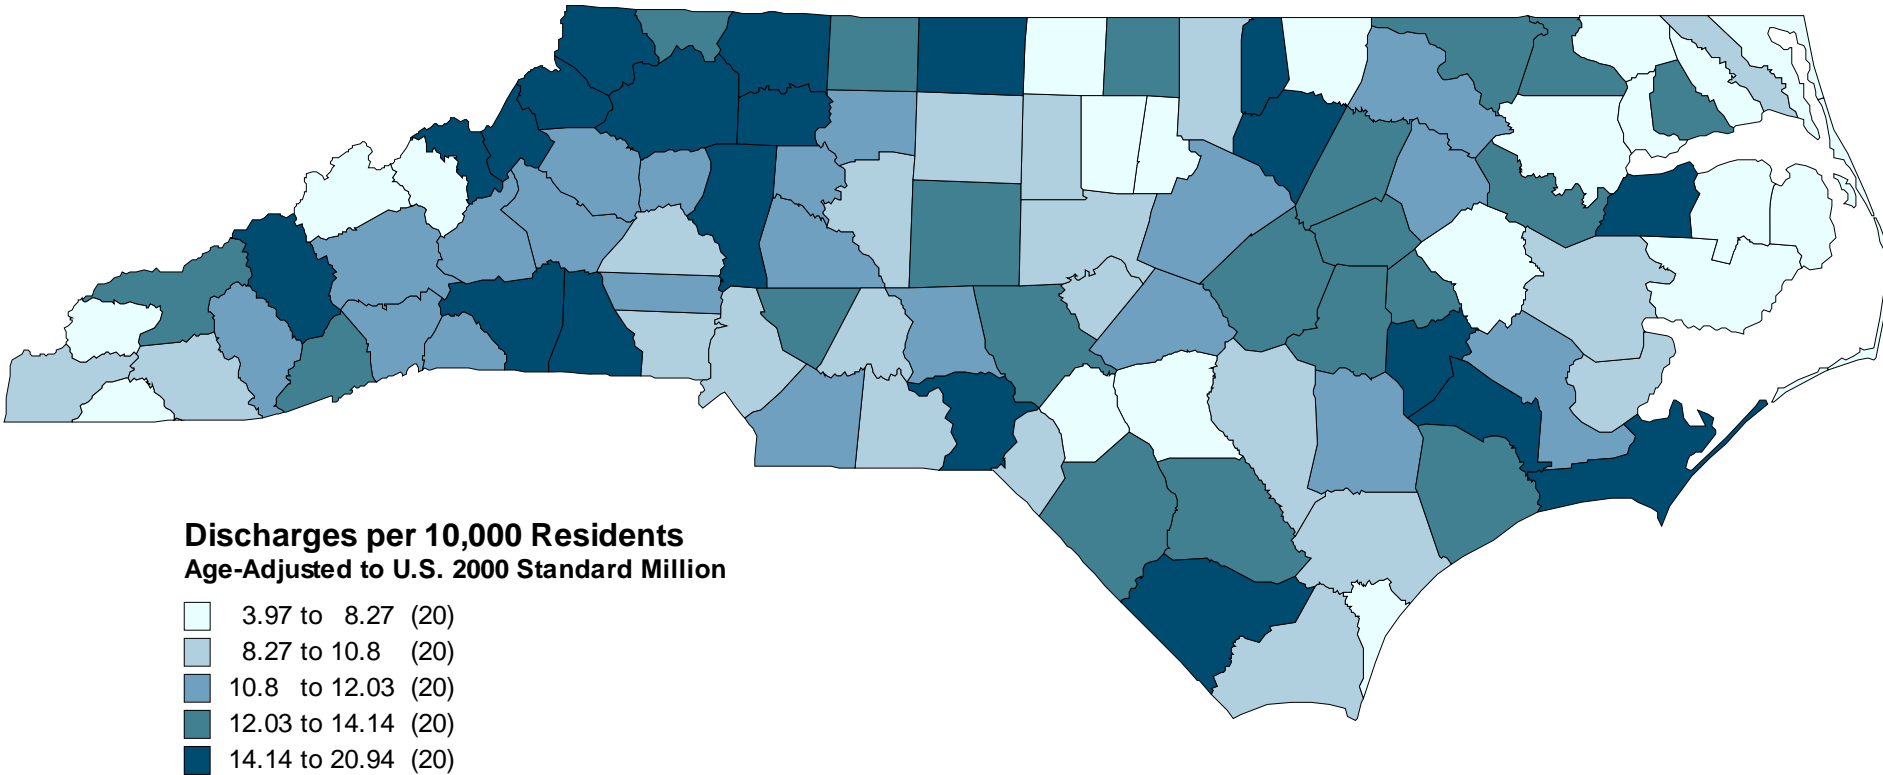 Discharges per 10,000 Residents
Age-Adjusted to U.S. 2000 Standard Million
3.97 to 8.27 (20)
8.27 to 10.8 (20)
10.8 to 12.03 (20)
12.03 to 14.14 (20)
14.14 to 20.94 (20)